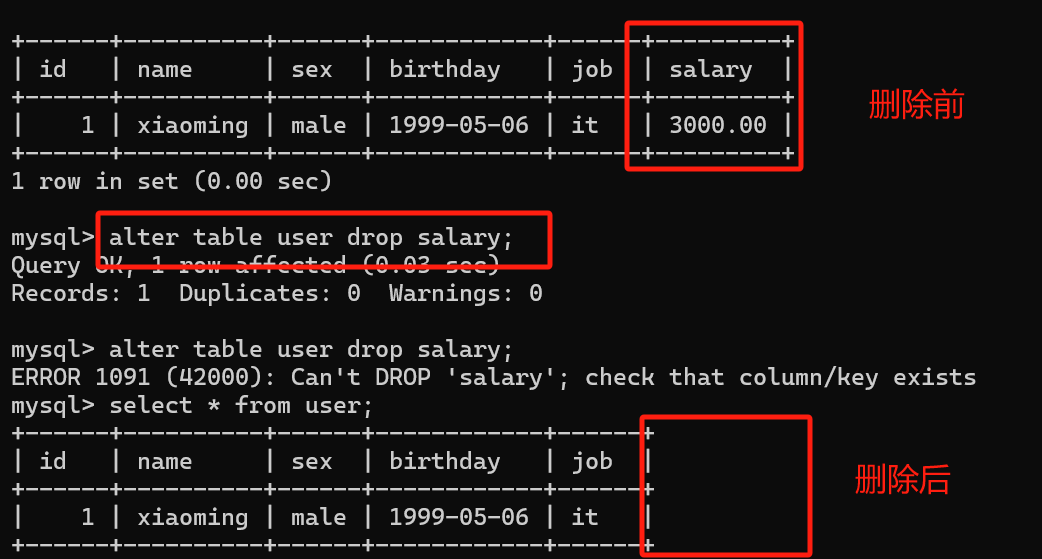 +------+-----------+------+-------------+------+---------+
| id   | name      | sex  | birthday    | job  | salary  |
+------+-----------+------+-------------+------+---------+
删除前
|    1 | xiaoming | male | 1999-05-06 | it   | 3000.00 |
+------+-----------+------+-------------+------+---------+
1 row in set (0.00 sec)
mysql> alter table user drop salary;
Query OK, 1 row affected (0.03 sec)
Records: 1  Duplicates: 0  Warnings: 0
mysql> alter table user drop salary;
ERROR 1091 (42000): Can't DROP 'salary'; check that column/key exists
mysql> select * from user;
+------+-----------+------+-------------+------+
| id   | name      | sex  | birthday    | job  |
删除后
+------+-----------+------+-------------+------+
|    1 | xiaoming | male | 1999-05-06 | it   |
+------+-----------+------+-------------+------+